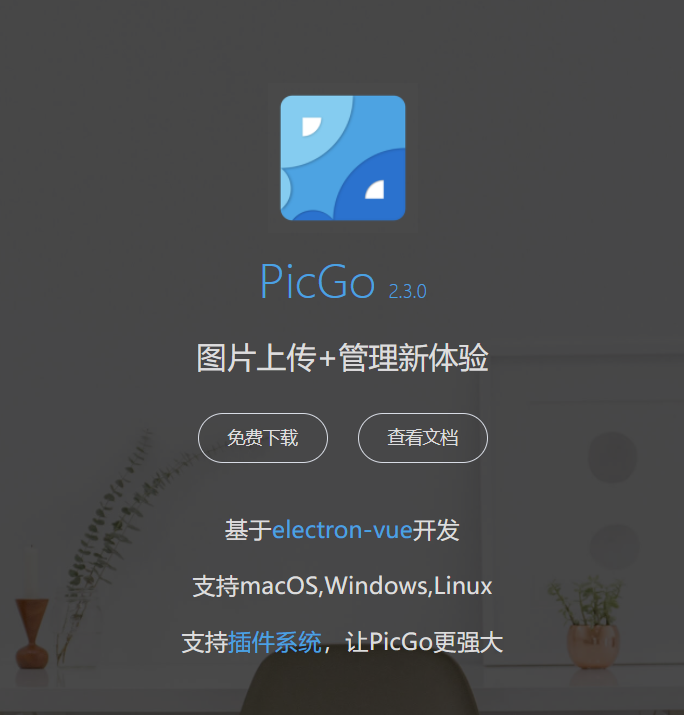 PicGo 2.3.0
图片上传+管理新体验
免费下载 查看文档
基于electron-vue开发
支持macOS,Windows,Linux
支持插件系统，让PicGo更强大